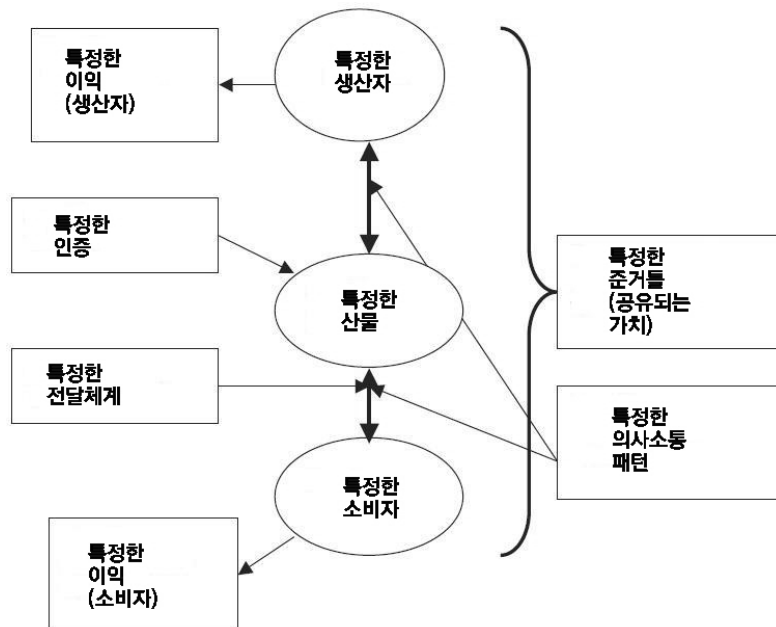 특정한
이익
(생산자)
특정한
생산자
특정한
인증
특정한
산물
특정한
준거들
(공유되는
가치)
특정한
전달체계
특정한
의사소통
패턴
특정한
소비자
특정한
이익
(소비자)